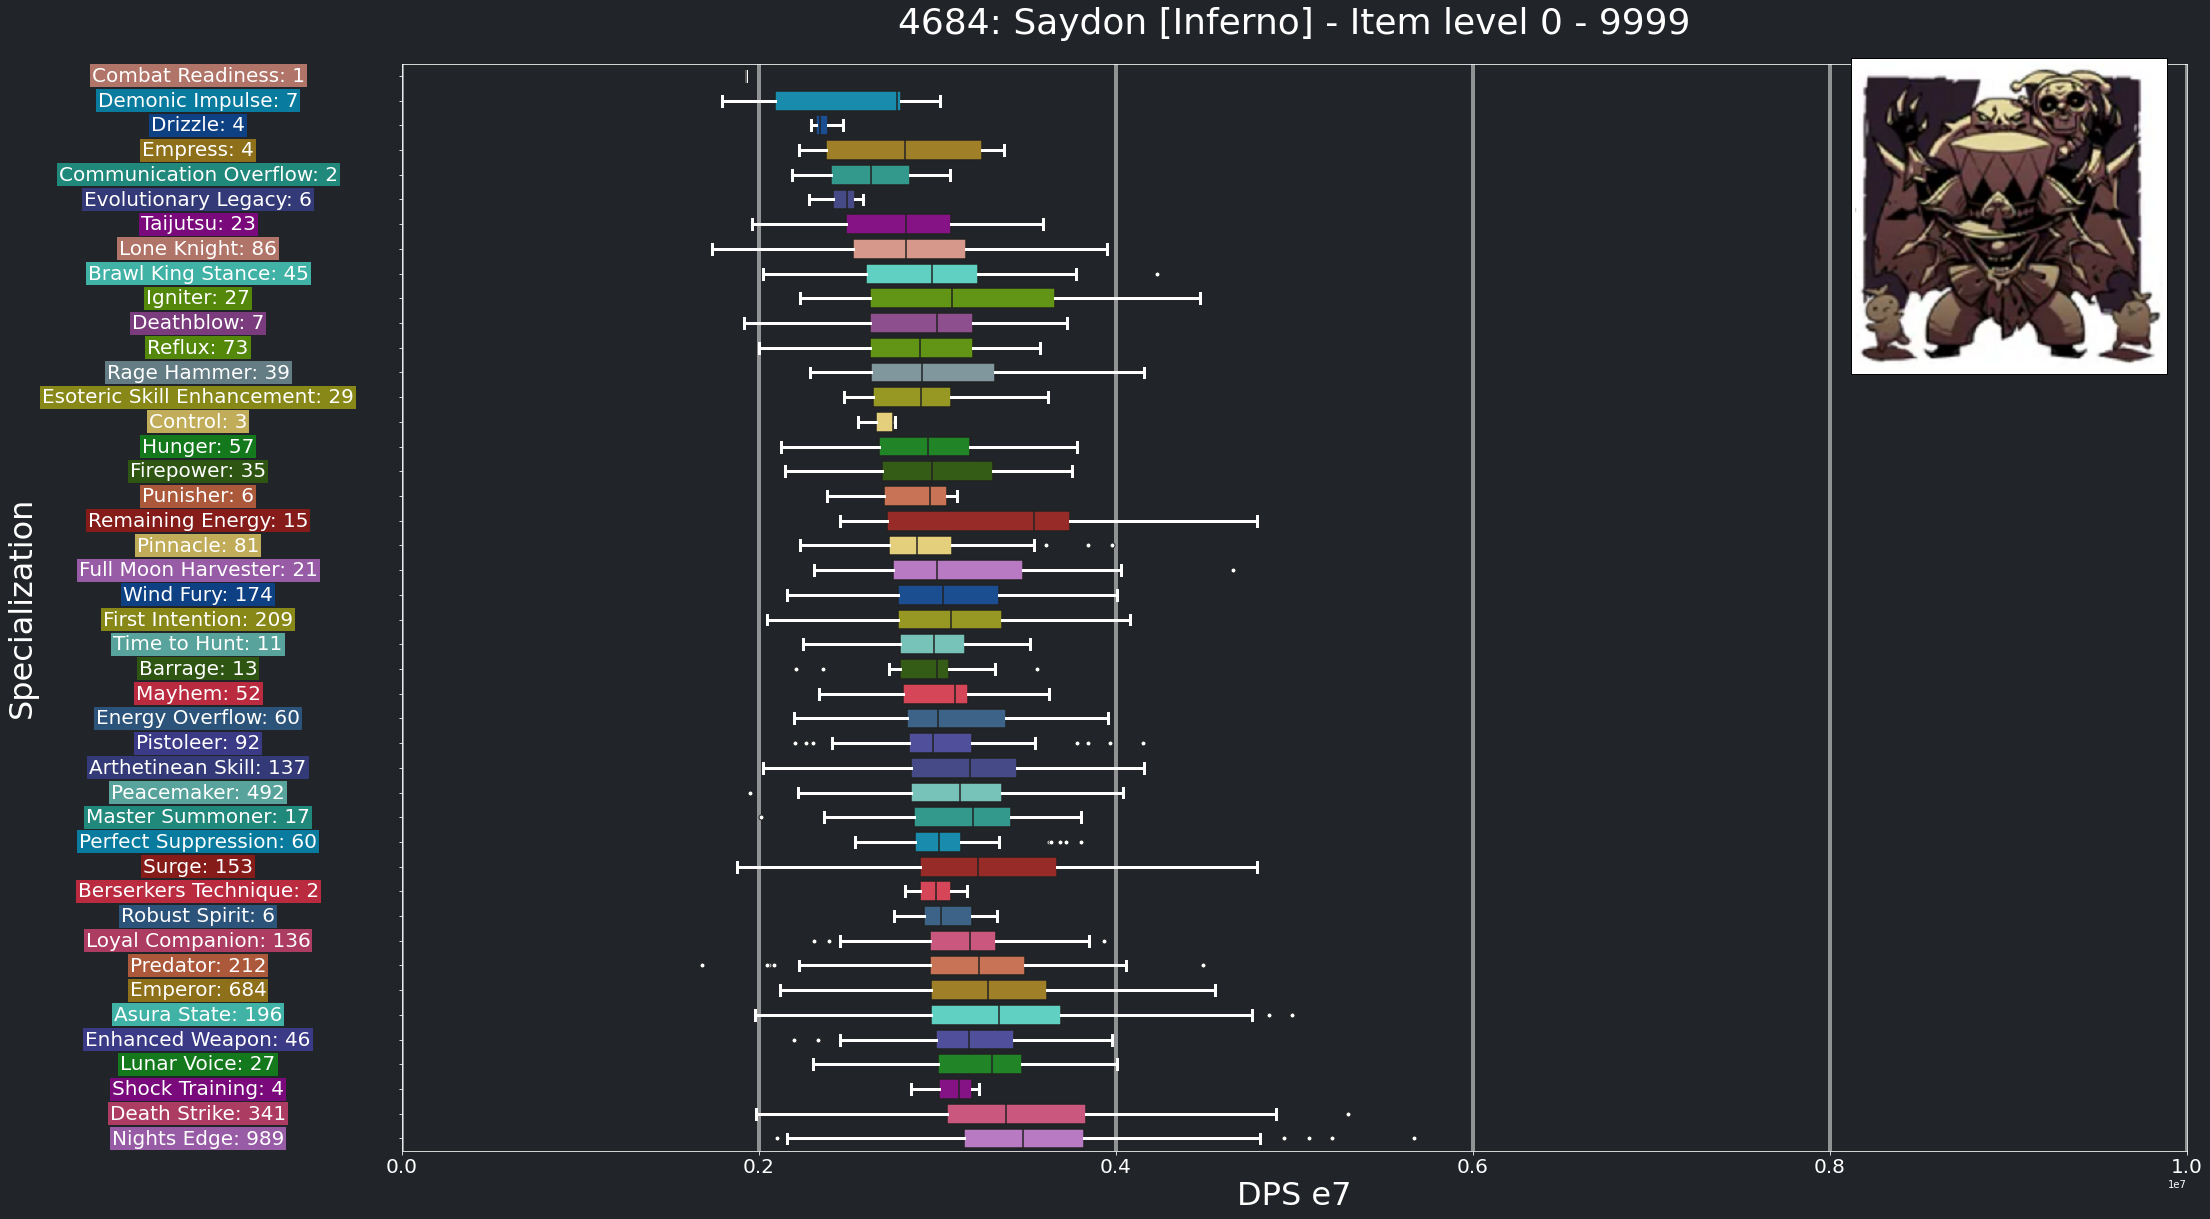 4684: Saydon [Inferno] - Item level 0 - 9999
Combat Readiness: 1
Demonic Impulse: 7
Drizzle: 4
Empress: 4
Communication Overflow: 2
Evolutionary Legacy: 6
Taijutsu: 23
Lone Knight: 86
Brawl King Stance: 45
Igniter: 27
Deathblow: 7
Reflux: 73
Rage Hammer: 39
Esoteric Skill Enhancement: 29
Control: 3
Hunger: 57
Firepower: 35
Punisher: 6
Remaining Energy: 15
Pinnacle: 81
Full Moon Harvester: 21
Wind Fury: 174
First Intention: 209
Time to Hunt: 11
Barrage: 13
Mayhem: 52
Energy Overflow: 60
Pistoleer: 92
Arthetinean Skill: 137
Peacemaker: 492
Master Summoner: 17
Perfect Suppression: 60
Surge: 153
Berserkers Technique: 2
Robust Spirit: 6
Loyal Companion: 136
Predator: 212
Emperor: 684
Asura State: 196
Enhanced Weapon: 46
Lunar Voice: 27
Shock Training: 4
Death Strike: 341
Nights Edge: 989
Specialization
0.0 0.2 0.4 0.6 0.8 1.0
1e7
DPS e7